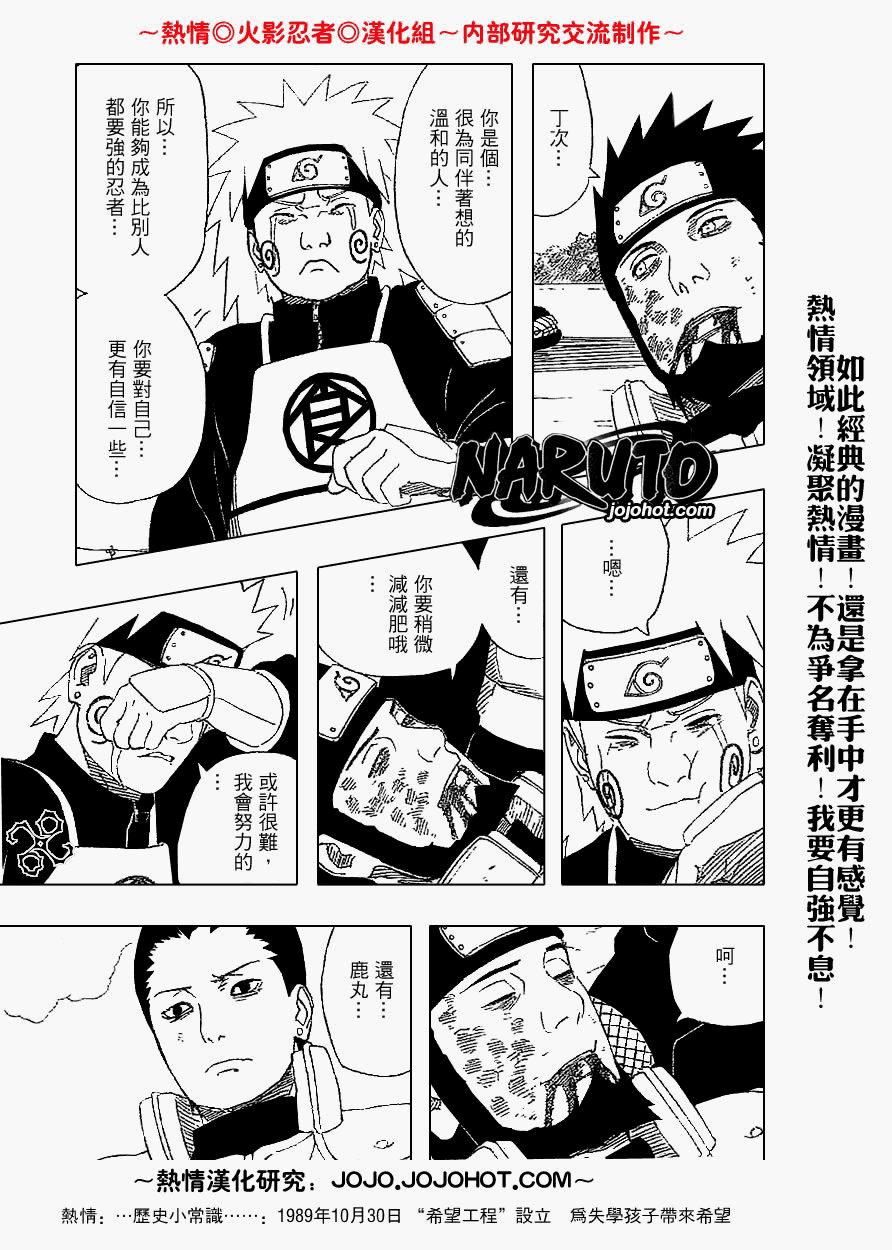 ～熱情◎火影忍者◎漢化組～内部研究交流制作～
丁次…
你是個…
很為同伴著想的
溫和的人…
所以…
你能夠成為比別人
都要強的忍者…
你要對自己…
更有自信一些…
NARUTO
jojohot.com
…嗯…
還有…
你要稍微
減減肥哦
…
或許很難，
我會努力的
…
呵…
還有…
鹿丸…
如此經典的漫畫！還是拿在手中才更有感覺！
熱情領域！凝聚熱情！不為爭名奪利！我要自強不息！
～熱情漢化研究：JOJO.JOJOHOT.COM～
熱情：…歷史小常識……：1989年10月30日 “希望工程”設立 爲失學孩子帶來希望